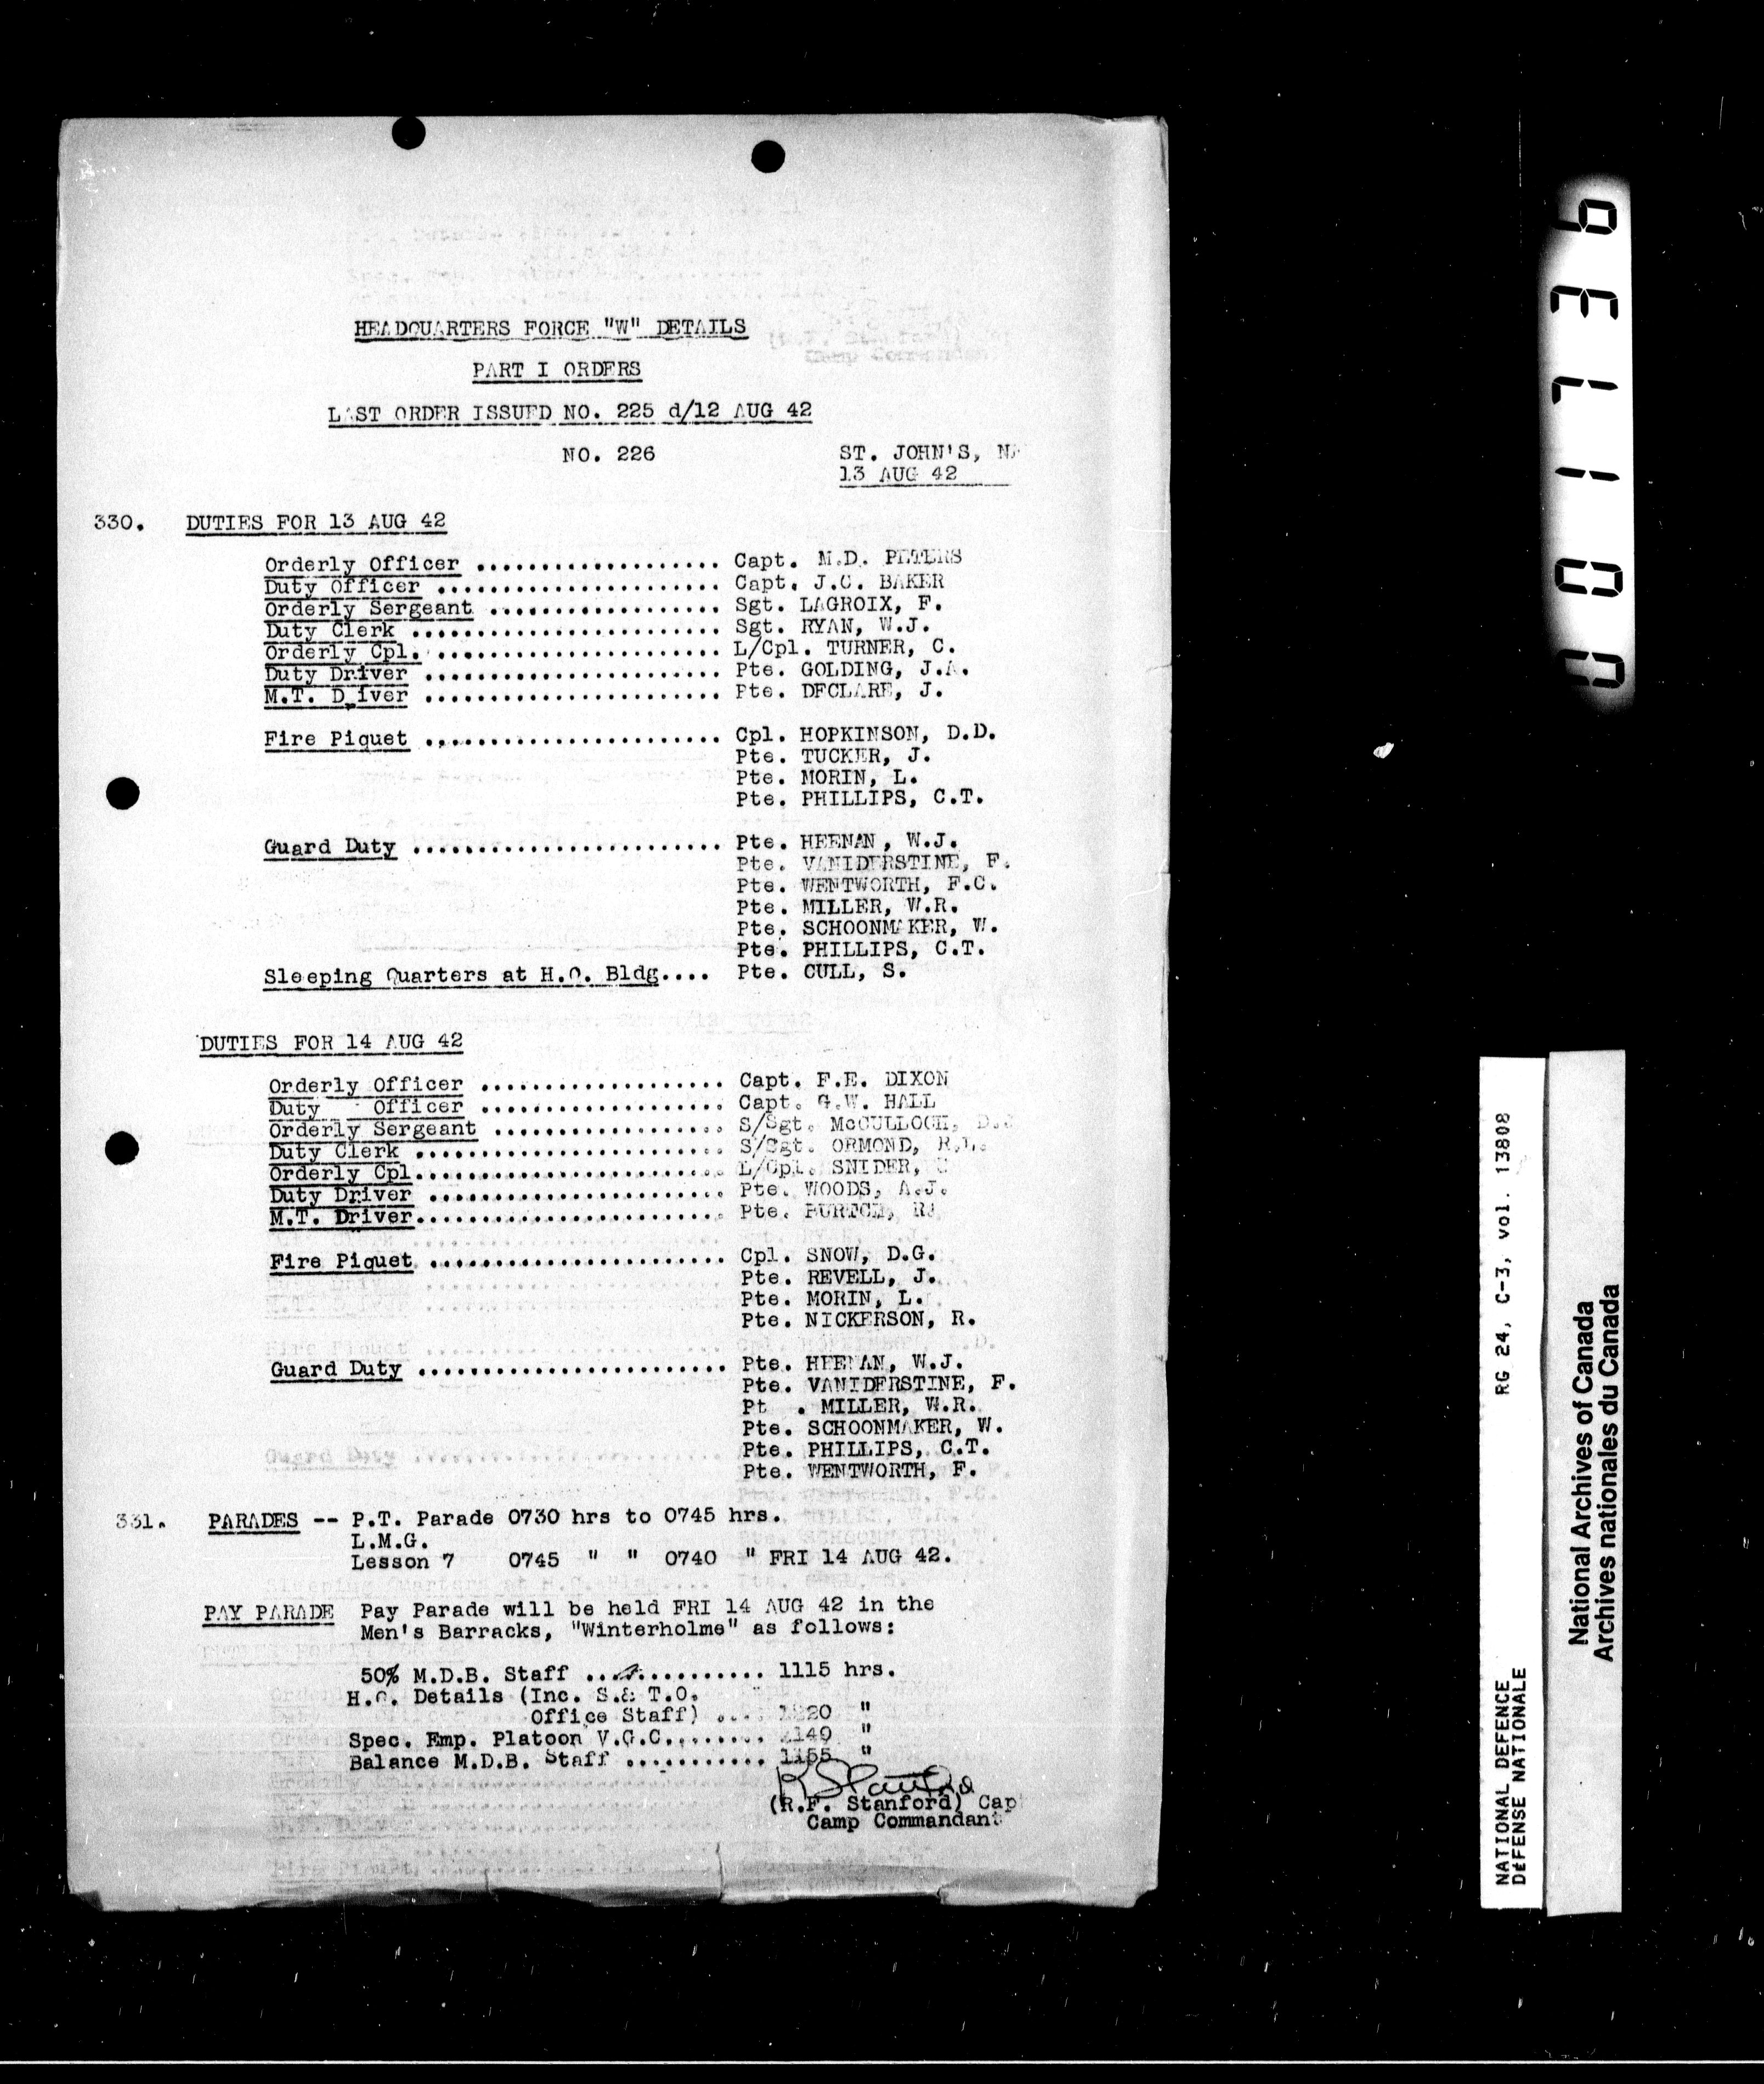 HEADQUARTERS FORCE "W" DETAILS
PART I ORDERS
LAST ORDER ISSUED NO. 225 d/12 AUG 42
NO. 226
ST. JOHN'S,
13 AUG 42
330. DUTIES FOR 13 AUG 42
Orderly Officer ................... Capt. M.D. PETERS
Duty Officer ...................... Capt. J.C. BAKER
Orderly Sergeant .................. Sgt. LAGROIX, F.
Duty Clerk ........................ Sgt. RYAN, W.J.
Orderly Cpl. ...................... L/Cpl. TURNER, C.
Duty Driver ....................... Pte. GOLDING, J.A.
M.T. D iver ....................... Pte. DECLARE, J.
Fire Piquet ....................... Cpl. HOPKINSON, D.D.
Pte. TUCKER, J.
Pte. MORIN, L.
Pte. PHILLIPS, C.T.
Guard Duty ........................ Pte. HEENAN, W.J.
Pte. VANIDERSTINE, F.
Pte. WENTWORTH, F.C.
Pte. MILLER, W.R.
Pte. SCHOONMAKER, W.
Pte. PHILLIPS, C.T.
Sleeping Quarters at H.Q. Bldg.... Pte. CULL, S.
DUTIES FOR 14 AUG 42
Orderly Officer ................... Capt. F.E. DIXON
Duty Officer ................... Capt. G.W. HALL
Orderly Sergeant .................. S/Sgt. McCULLOCH,
Duty Clerk ........................ S/Sgt. ORMOND, R.L.
Orderly Cpl........................ L/Cpl. SNIDER,
Duty Driver ....................... Pte. WOODS, A.J.
M.T. Driver........................ Pte.
Fire Piquet ....................... Cpl. SNOW, D.G.
Pte. REVELL, J.
Pte. MORIN, L.
Pte. NICKERSON, R.
Guard Duty ........................ Pte. HEENAN, W.J.
Pte. VANIDERSTINE, F.
Pt . MILLER, W.R.
Pte. SCHOONMAKER, W.
Pte. PHILLIPS, C.T.
Pte. WENTWORTH, F.
331. PARADES -- P.T. Parade 0730 hrs to 0745 hrs.
L.M.G.
Lesson 7 0745 " " 0740 " FRI 14 AUG 42.
PAY PARADE Pay Parade will be held FRI 14 AUG 42 in the
Men's Barracks, "Winterholme" as follows:
50% M.D.B. Staff .............. 1115 hrs.
H.Q. Details (Inc. S.& T.O.
Office Staff) .... "
Spec. Emp. Platoon V.G.C........ "
Balance M.D.B. Staff ........... 1155 "
(R.F. Stanford) Cap
Camp Commandant
001736
RG 24, C-3, vol. 13808
NATIONAL DEFENCE
DÉFENSE NATIONALE
National Archives of Canada
Archives nationales du Canada